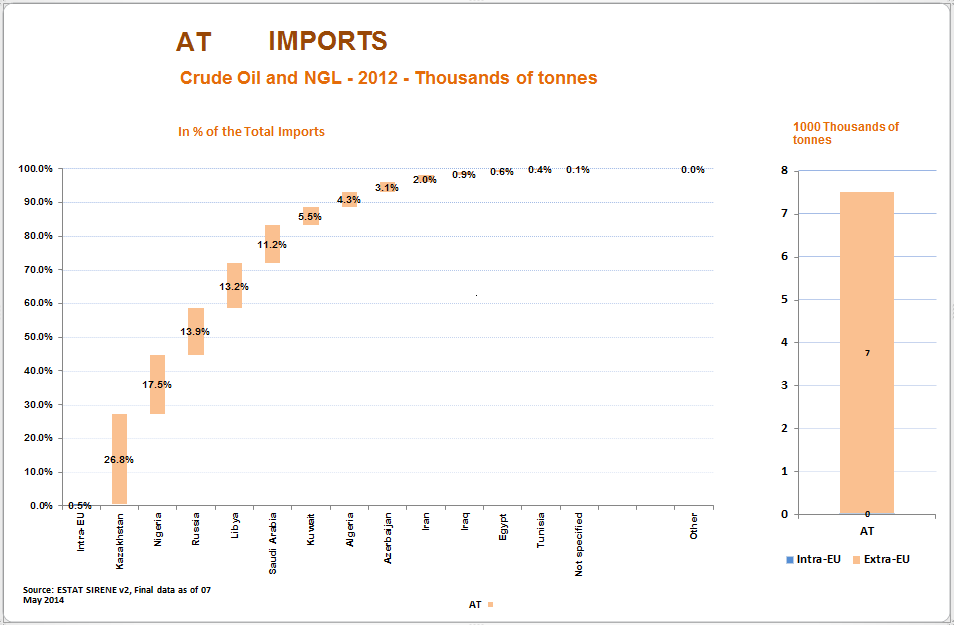 AT IMPORTS
Crude Oil and NGL - 2012 - Thousands of tonnes
In % of the Total Imports
100.0%
90.0%
80.0%
70.0%
60.0%
50.0%
40.0%
30.0%
20.0%
10.0%
0.0%
0.5%
26.8%
17.5%
13.9%
13.2%
11.2%
5.5%
4.3%
3.1%
2.0%
0.9%
0.6%
0.4%
0.1%
0.0%
Intra-EU
Kazakhstan
Nigeria
Russia
Libya
Saudi Arabia
Kuwait
Algeria
Azerbaijan
Iran
Iraq
Egypt
Tunisia
Not specified
Other
AT
1000 Thousands of
tonnes
8
7
6
5
4
3
2
1
0
7
0
AT
Intra-EU Extra-EU
Source: ESTAT SIRENE v2, Final data as of 07
May 2014